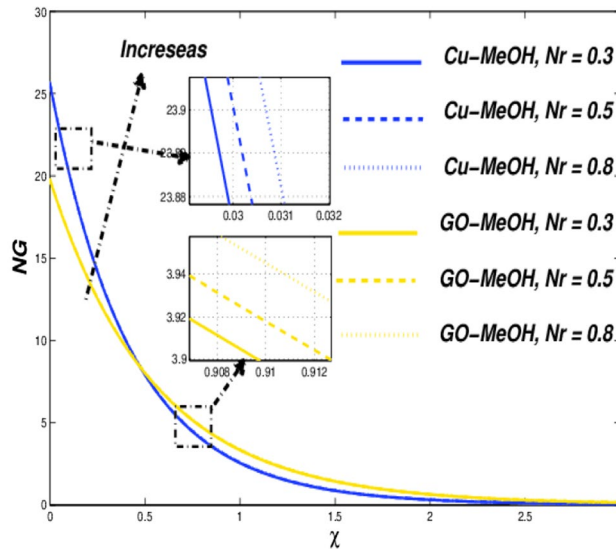 30
25
20
15
10
5
0
NG
0
0.5
1
1.5
2
2.5
χ
Increseas
23.9
23.88
0.03
0.031
0.032
3.94
3.92
3.9
0.908
0.91
0.912
Cu−MeOH, Nr = 0.3
Cu−MeOH, Nr = 0.5
Cu−MeOH, Nr = 0.8
GO−MeOH, Nr = 0.3
GO−MeOH, Nr = 0.5
GO−MeOH, Nr = 0.8